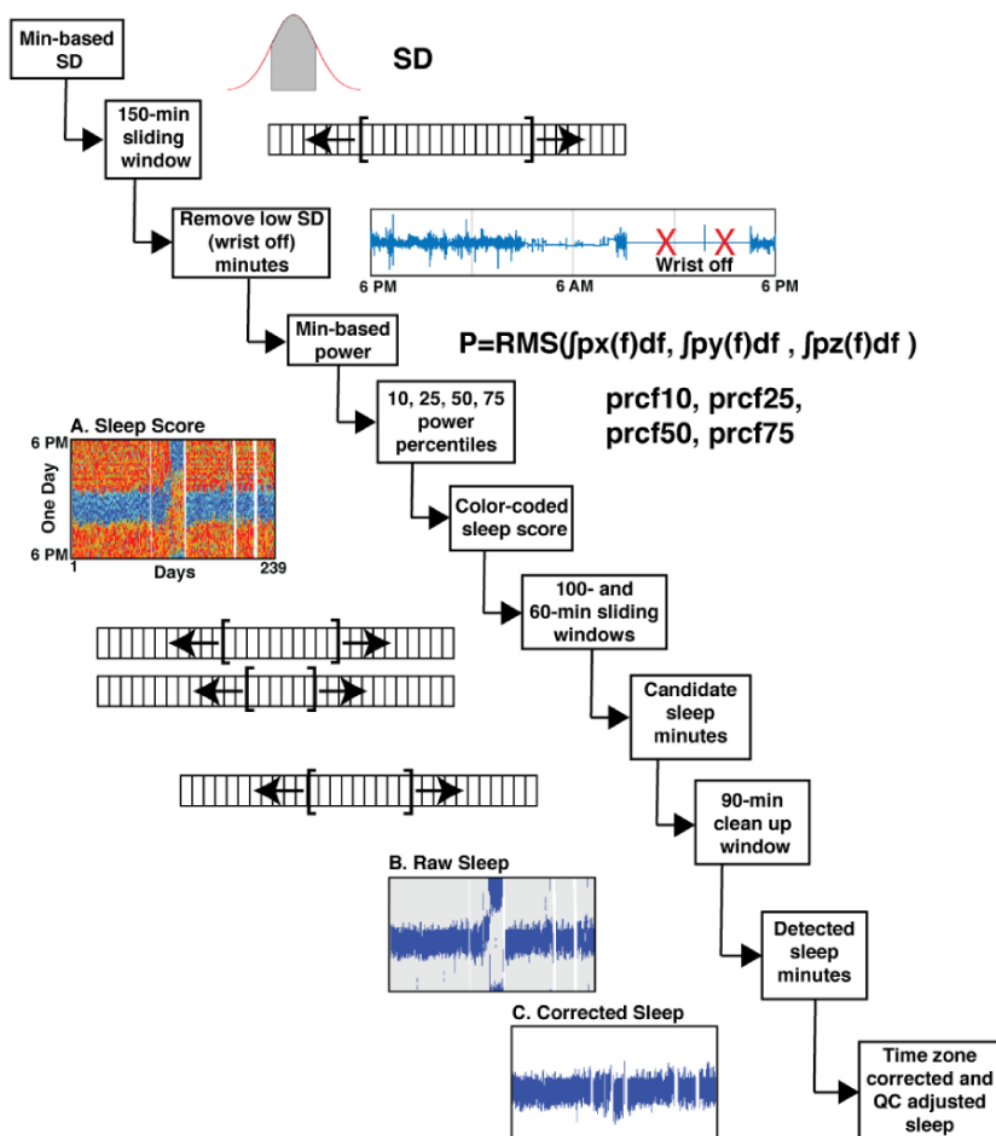 Min-based
SD
SD
150-min
sliding
window
Remove low SD
(wrist off)
minutes
Wrist off
6 PM
6 AM
6 PM
Min-based
power
P=RMS(∫px(f)df, ∫py(f)df , ∫pz(f)df )
10, 25, 50, 75
power
percentiles
prcf10, prcf25,
prcf50, prcf75
A. Sleep Score
6 PM
One Day
6 PM
1
Days
239
Color-coded
sleep score
100- and
60-min sliding
windows
Candidate
sleep
minutes
90-min
clean up
window
B. Raw Sleep
Detected
sleep
minutes
C. Corrected Sleep
Time zone
corrected and
QC adjusted
sleep